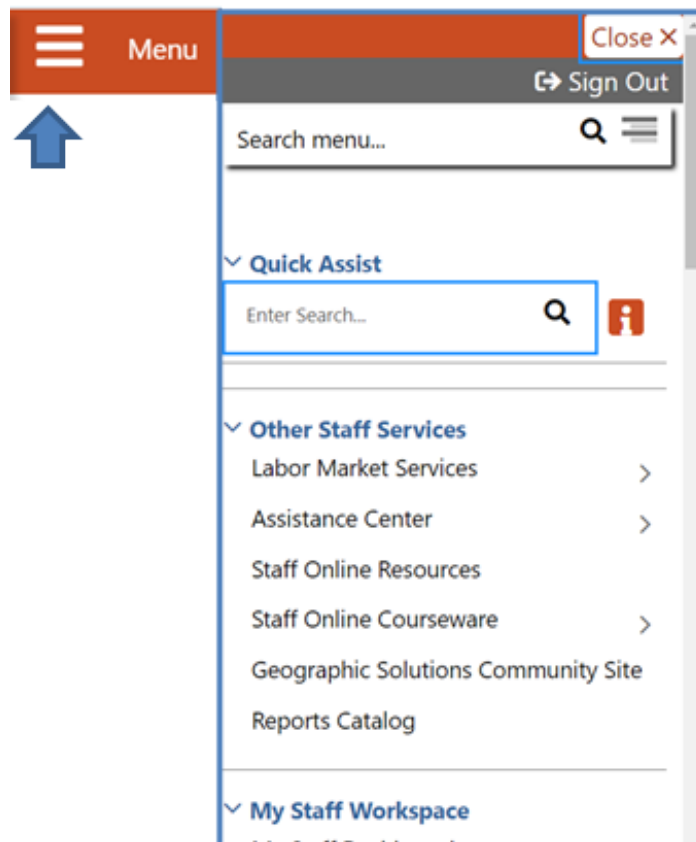 Menu
Close ×
Sign Out
Search menu...
Quick Assist
Enter Search...
Other Staff Services
Labor Market Services
Assistance Center
Staff Online Resources
Staff Online Courseware
Geographic Solutions Community Site
Reports Catalog
My Staff Workspace